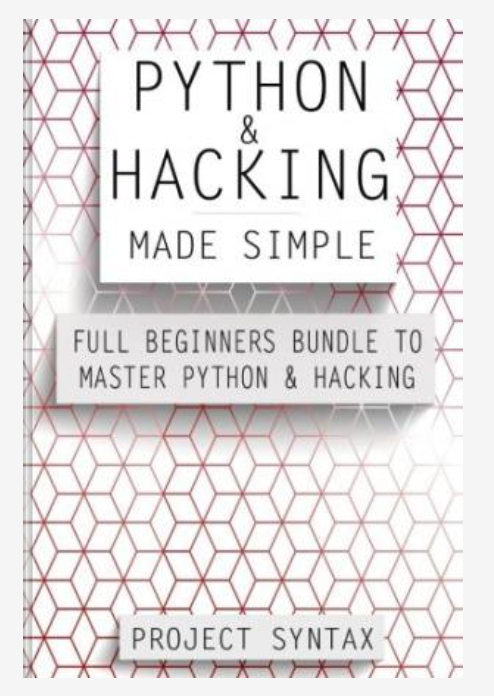 PYTHON
&
HACKING
MADE SIMPLE
FULL BEGINNERS BUNDLE TO
MASTER PYTHON & HACKING
PROJECT SYNTAX